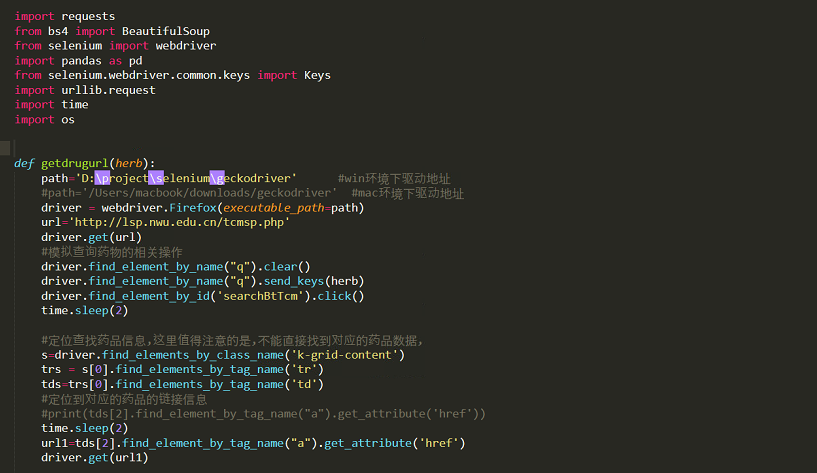 import requests
from bs4 import BeautifulSoup
from selenium import webdriver
import pandas as pd
from selenium.webdriver.common.keys import Keys
import urllib.request
import time
import os
def getdrugurl(herb):
path='D:\project\selenium\geckodriver' #win环境下驱动地址
#path='/Users/macbook/downloads/geckodriver' #mac环境下驱动地址
driver = webdriver.Firefox(executable_path=path)
url='http://lsp.nwu.edu.cn/tcmsp.php'
driver.get(url)
#模拟查询药物的相关操作
driver.find_element_by_name("q").clear()
driver.find_element_by_name("q").send_keys(herb)
driver.find_element_by_id('searchBtTcm').click()
time.sleep(2)
#定位查找药品信息,这里值得注意的是,不能直接找到对应的药品数据,
s=driver.find_elements_by_class_name('k-grid-content')
trs = s[0].find_elements_by_tag_name('tr')
tds=trs[0].find_elements_by_tag_name('td')
#定位到对应的药品的链接信息
#print(tds[2].find_element_by_tag_name("a").get_attribute('href'))
time.sleep(2)
url1=tds[2].find_element_by_tag_name("a").get_attribute('href')
driver.get(url1)